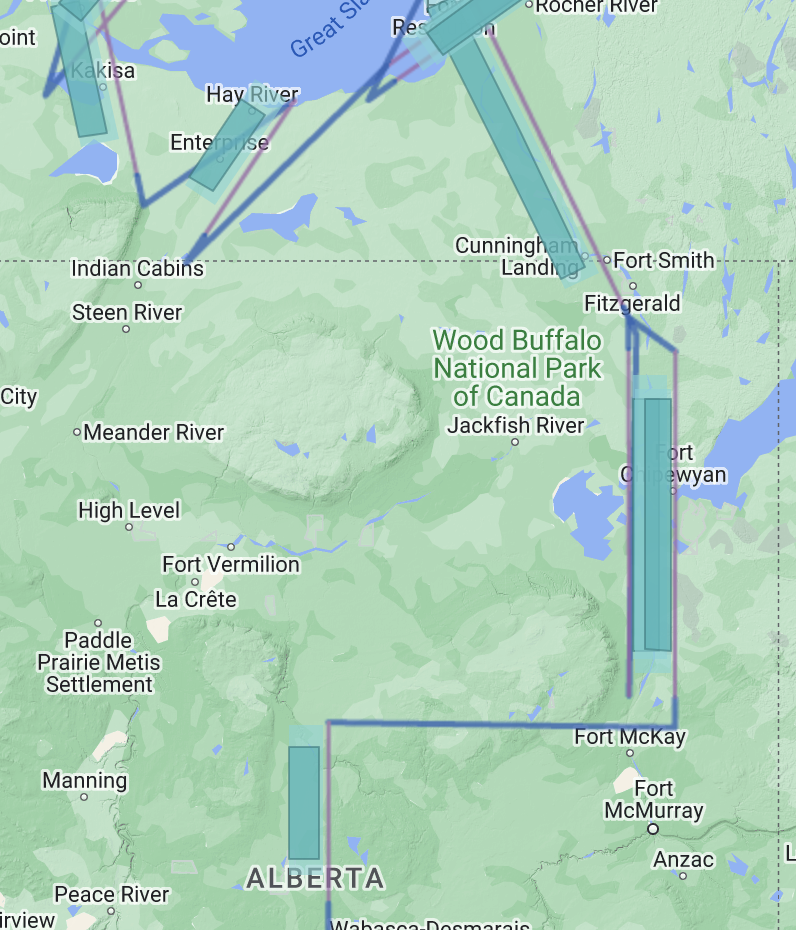 Rocher River
Great Sla
oint
Kakisa
Hay River
Enterprise
Cunningham
Landing
Fort Smith
Indian Cabins
Fitzgerald
Steen River
Wood Buffalo
National Park
of Canada
City
Jackfish River
Meander River
Fort
Chipewyan
High Level
Fort Vermilion
La Crête
Paddle
Prairie Metis
Settlement
Fort McKay
Manning
Fort
McMurray
Anzac
L
ALBERTA
Peace River
irview
Wabasca-Desmarais